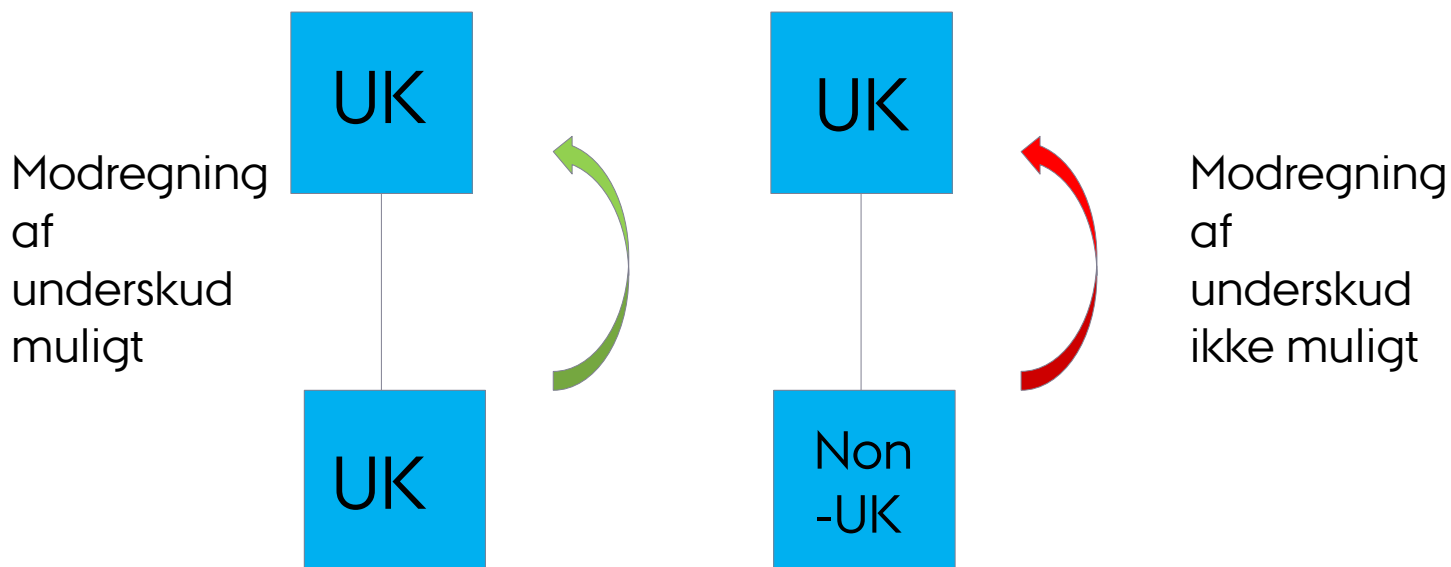 UK
Modregning
af
underskud
muligt
UK
UK
Non
-UK
Modregning
af
underskud
ikke muligt